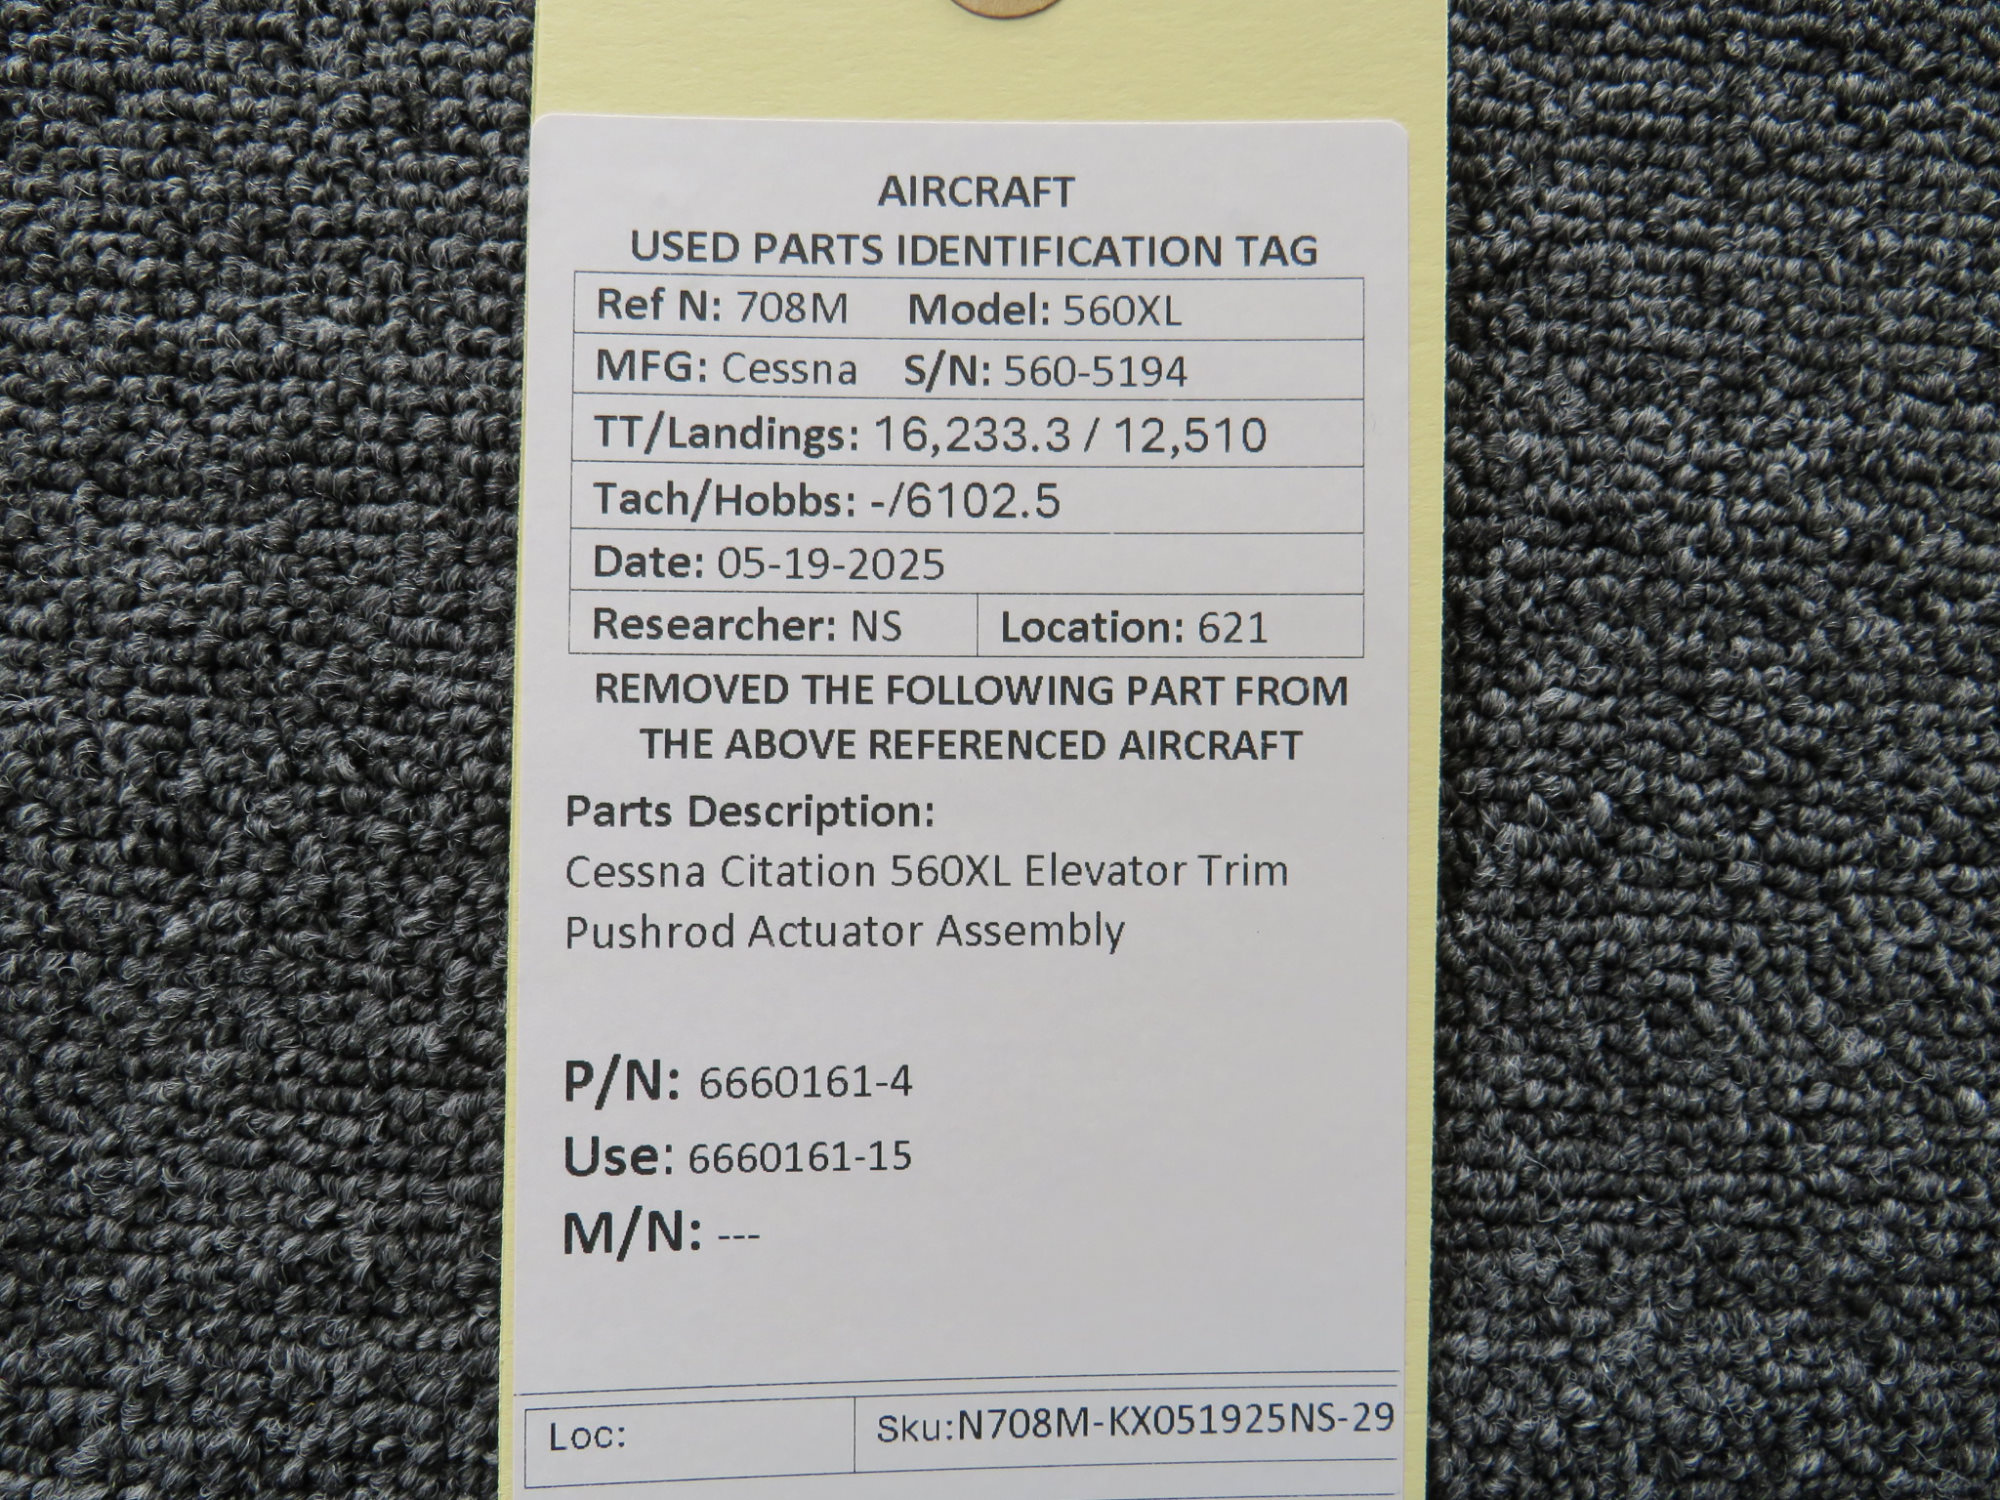 AIRCRAFT
USED PARTS IDENTIFICATION TAG
Ref N: 708M Model: 560XL
MFG: Cessna S/N: 560-5194
TT/Landings: 16,233.3 / 12,510
Tach/Hobbs: -/6102.5
Date: 05-19-2025
Researcher: NS Location: 621
REMOVED THE FOLLOWING PART FROM
THE ABOVE REFERENCED AIRCRAFT
Parts Description:
Cessna Citation 560XL Elevator Trim
Pushrod Actuator Assembly
P/N: 6660161-4
Use: 6660161-15
M/N: ---
Loc: Sku:N708M-KX051925NS-29